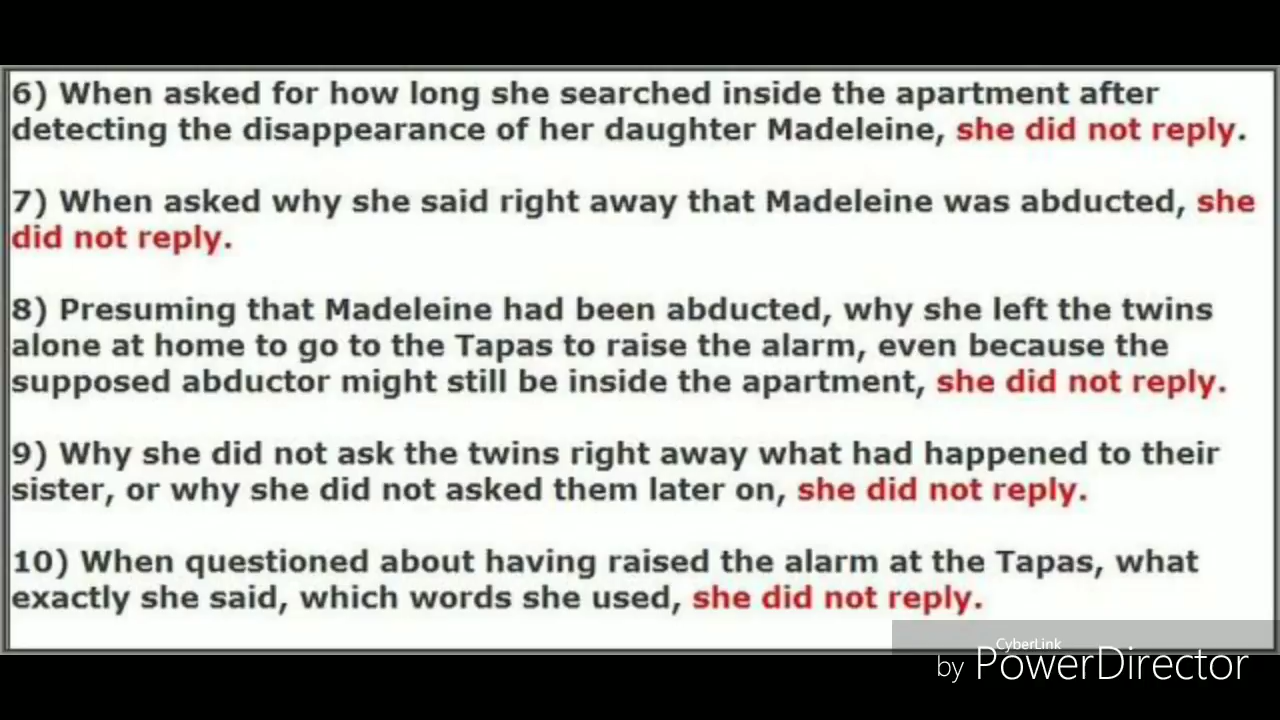 6) When asked for how long she searched inside the apartment after
detecting the disappearance of her daughter Madeleine, she did not reply.
7) When asked why she said right away that Madeleine was abducted, she
did not reply.
8) Presuming that Madeleine had been abducted, why she left the twins
alone at home to go to the Tapas to raise the alarm, even because the
supposed abductor might still be inside the apartment, she did not reply.
9) Why she did not ask the twins right away what had happened to their
sister, or why she did not asked them later on, she did not reply.
10) When questioned about having raised the alarm at the Tapas, what
exactly she said, which words she used, she did not reply.
CyberLink
by PowerDirector